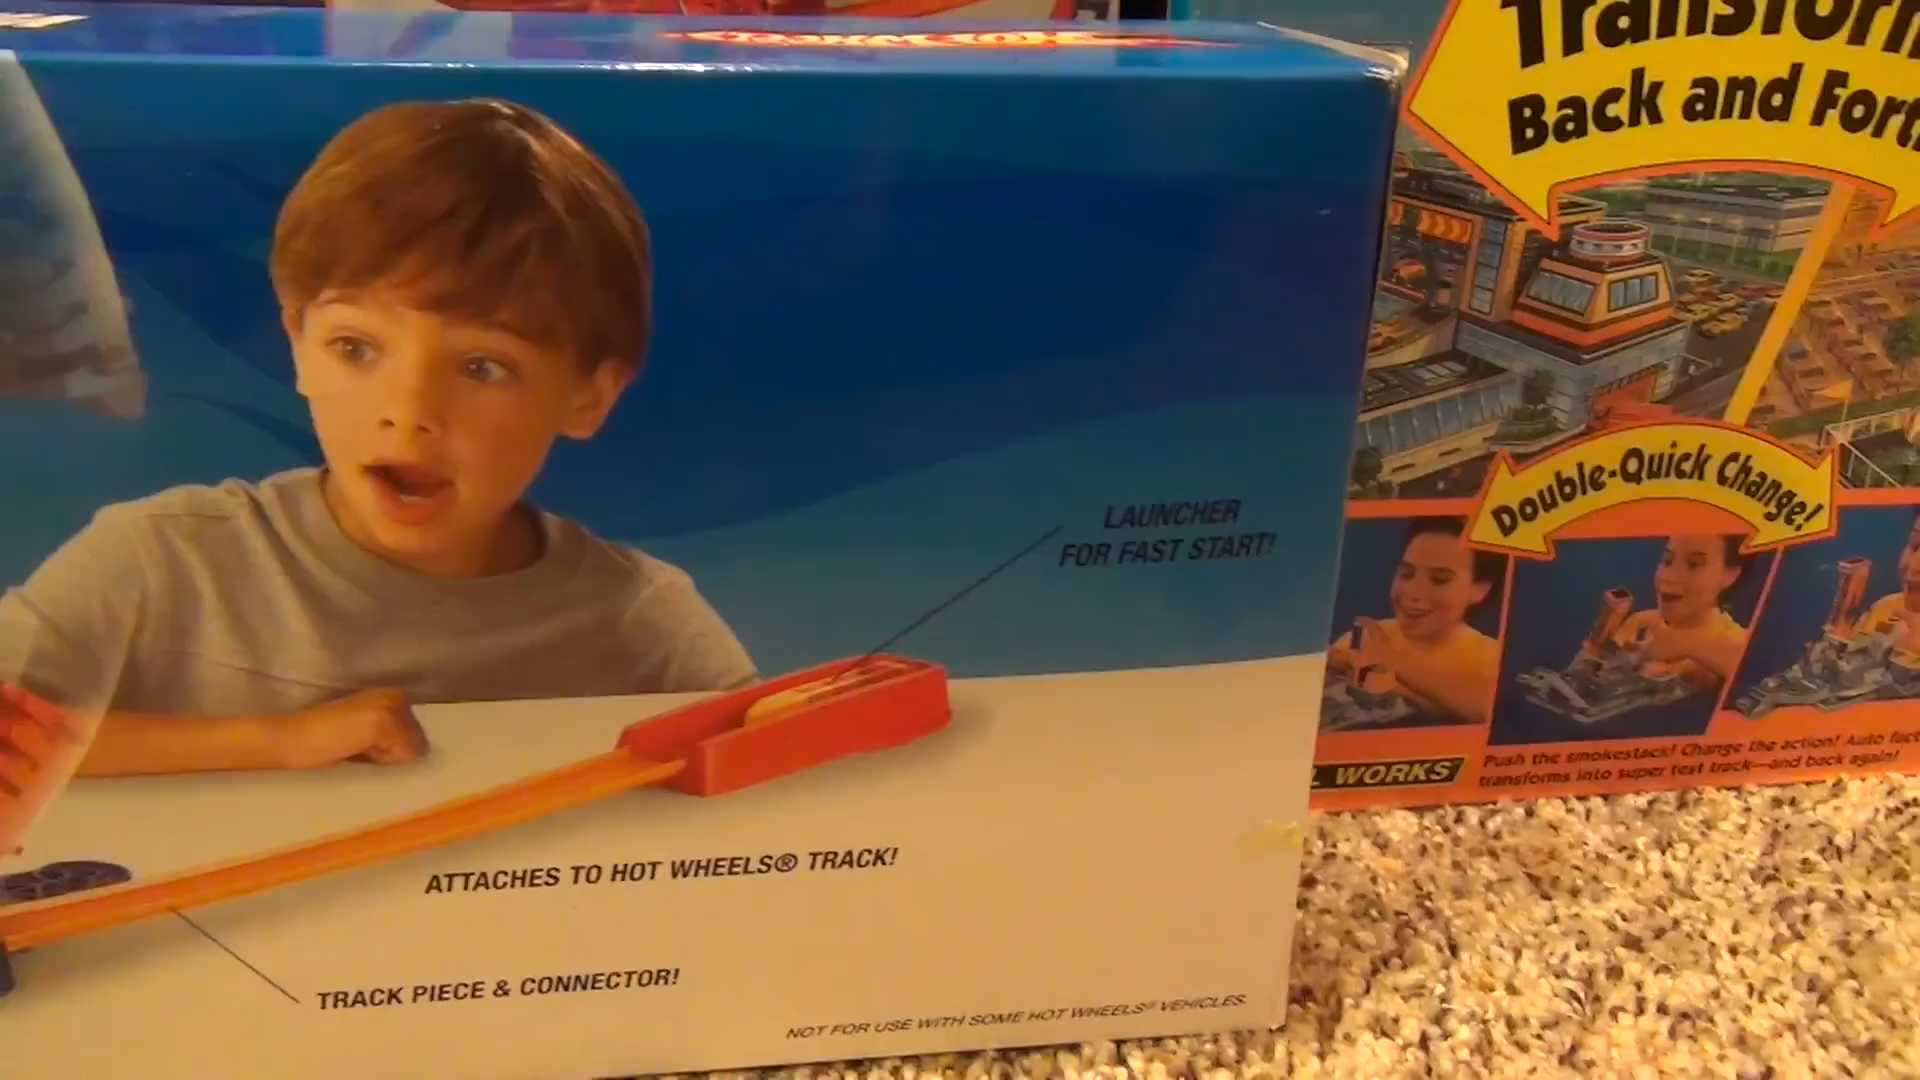 Back and
Double-Quick Change!
LAUNCHER
FOR FAST START!
WORKS
Push the smokestack! Change the action! Auto
transforms into super test track—and back again!
ATTACHES TO HOT WHEELS® TRACK!
TRACK PIECE & CONNECTOR!
NOT FOR USE WITH SOME HOT WHEELS® VEHICLES.